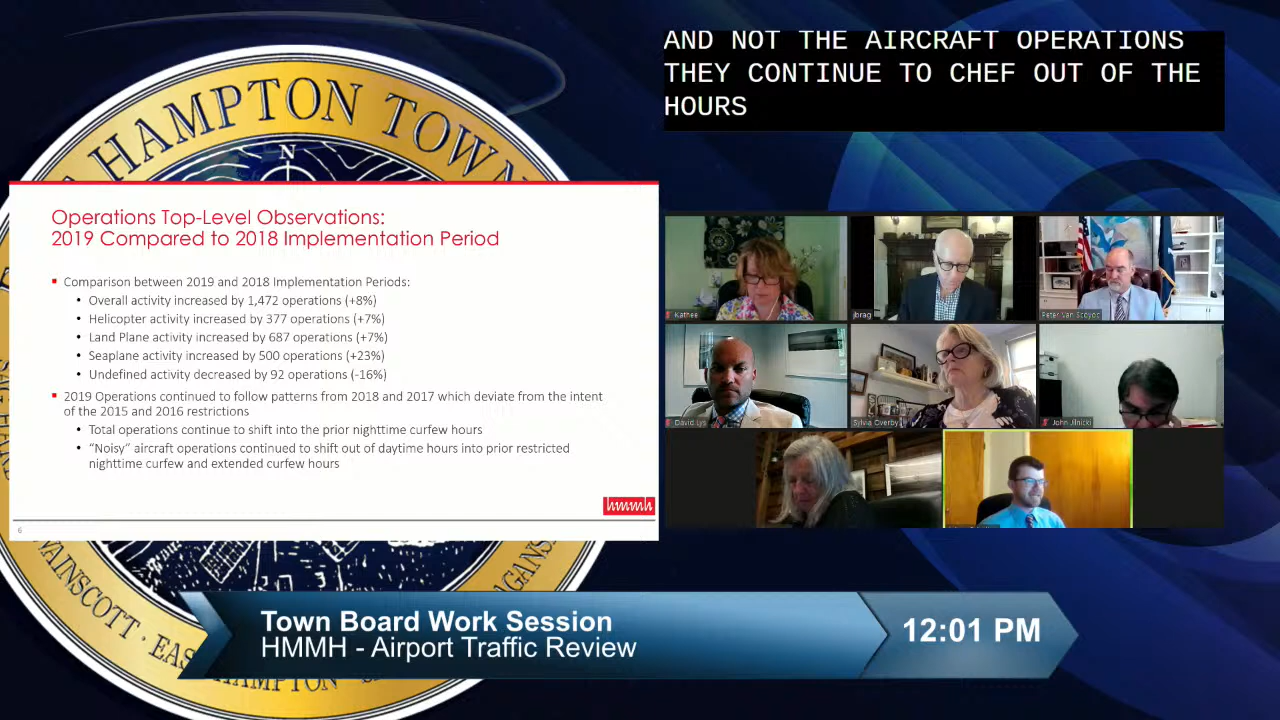 AND NOT THE AIRCRAFT OPERATIONS
THEY CONTINUE TO CHEF OUT OF THE
HOURS
HAMPTON TOWN
N
Operations Top-Level Observations:
2019 Compared to 2018 Implementation Period
Comparison between 2019 and 2018 Implementation Periods:
Overall activity increased by 1,472 operations (+8%)
Helicopter activity increased by 377 operations (+7%)
Land Plane activity increased by 687 operations (+7%)
Seaplane activity increased by 500 operations (+23%)
Undefined activity decreased by 92 operations (-16%)
2019 Operations continued to follow patterns from 2018 and 2017 which deviate from the intent
of the 2015 and 2016 restrictions
Total operations continue to shift into the prior nighttime curfew hours
“Noisy” aircraft operations continued to shift out of daytime hours into prior restricted
nighttime curfew and extended curfew hours
hmmh
6
Kathee
jbrag
Peter Van Scoyoc
David Lys
Sylvia Overby
John Jilnicki
WAINSCOTT · EAS
HAMPTON
Town Board Work Session
HMMH - Airport Traffic Review
12:01 PM